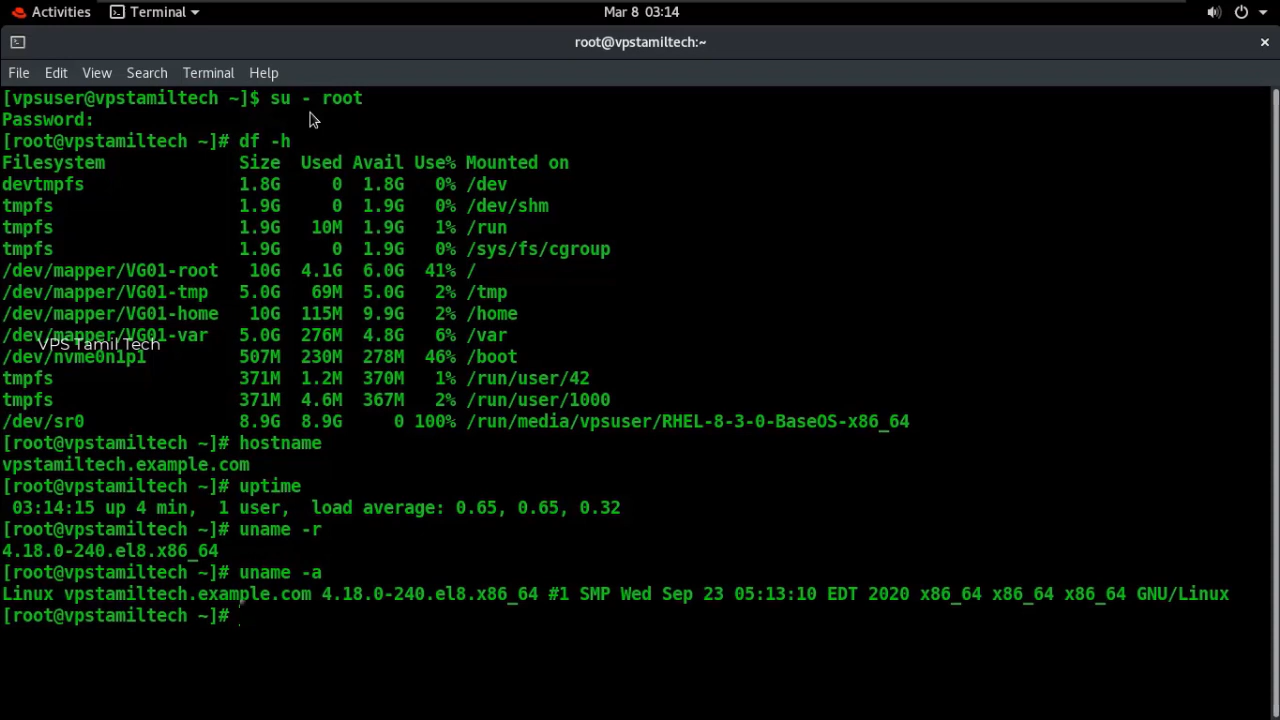 Activities Terminal Mar 8 03:14
root@vpstamiltech:~
File Edit View Search Terminal Help
[vpsuser@vpstamiltech ~]$ su - root
Password:
[root@vpstamiltech ~]# df -h
Filesystem Size Used Avail Use% Mounted on
devtmpfs 1.8G 0 1.8G 0% /dev
tmpfs 1.9G 0 1.9G 0% /dev/shm
tmpfs 1.9G 10M 1.9G 1% /run
tmpfs 1.9G 0 1.9G 0% /sys/fs/cgroup
/dev/mapper/VG01-root 10G 4.1G 6.0G 41% /
/dev/mapper/VG01-tmp 5.0G 69M 5.0G 2% /tmp
/dev/mapper/VG01-home 10G 115M 9.9G 2% /home
/dev/mapper/VG01-var 5.0G 276M 4.8G 6% /var
VPS Tamil Tech
/dev/nvme0n1p1 507M 230M 278M 46% /boot
tmpfs 371M 1.2M 370M 1% /run/user/42
tmpfs 371M 4.6M 367M 2% /run/user/1000
/dev/sr0 8.9G 8.9G 0 100% /run/media/vpsuser/RHEL-8-3-0-BaseOS-x86_64
[root@vpstamiltech ~]# hostname
vpstamiltech.example.com
[root@vpstamiltech ~]# uptime
03:14:15 up 4 min, 1 user, load average: 0.65, 0.65, 0.32
[root@vpstamiltech ~]# uname -r
4.18.0-240.el8.x86_64
[root@vpstamiltech ~]# uname -a
Linux vpstamiltech.example.com 4.18.0-240.el8.x86_64 #1 SMP Wed Sep 23 05:13:10 EDT 2020 x86_64 x86_64 x86_64 GNU/Linux
[root@vpstamiltech ~]#